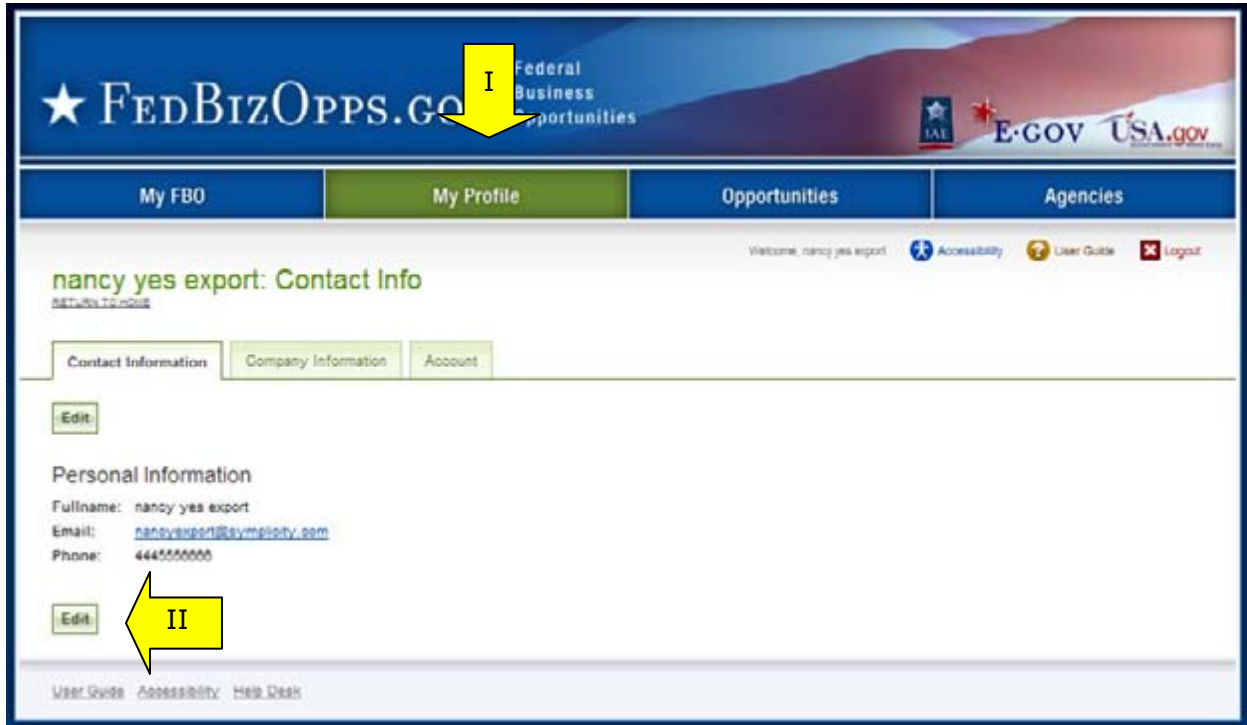 I
Federal
★ FEDBIZOPPS.GO Business
Opportunities
IAE E·GOV USA.gov
My FBO My Profile Opportunities Agencies
Welcome, nancy yes export Accessibility User Guide Logout
nancy yes export: Contact Info
RETURN TO HOME
Contact Information Company Information Account
Edit
Personal Information
Fullname: nancy yes export
Email: nancyexport@symplicity.com
Phone:
Edit II
User Guide Accessibility Help Desk